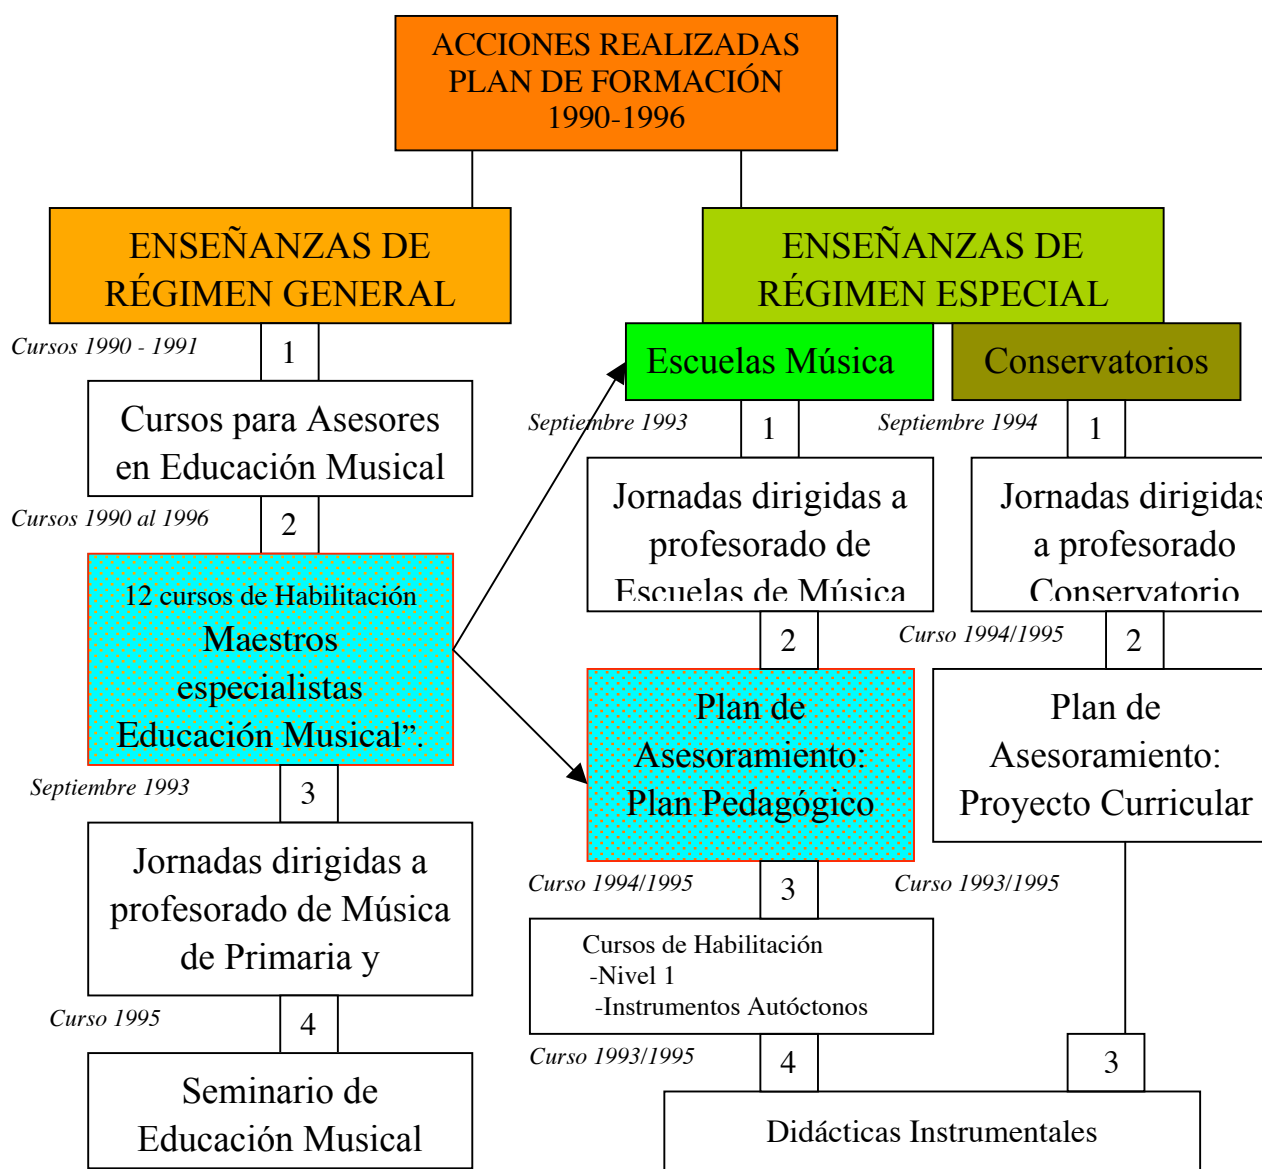 ACCIONES REALIZADAS
PLAN DE FORMACIÓN
1990-1996
ENSEÑANZAS DE
RÉGIMEN GENERAL
Cursos 1990 - 1991
1
Cursos para Asesores
en Educación Musical
Cursos 1990 al 1996
2
12 cursos de Habilitación
Maestros
especialistas
Educación Musical”.
Septiembre 1993
3
Jornadas dirigidas a
profesorado de Música
de Primaria y
Curso 1995
4
Seminario de
Educación Musical
ENSEÑANZAS DE
RÉGIMEN ESPECIAL
Escuelas Música
Septiembre 1993
1
Jornadas dirigidas a
profesorado de
Escuelas de Música
2
Plan de
Asesoramiento:
Plan Pedagógico
Curso 1994/1995
3
Cursos de Habilitación
-Nivel 1
-Instrumentos Autóctonos
Curso 1993/1995
4
Conservatorios
Septiembre 1994
1
Jornadas dirigidas
a profesorado
Conservatorio
Curso 1994/1995
2
Plan de
Asesoramiento:
Proyecto Curricular
Curso 1993/1995
3
Didácticas Instrumentales